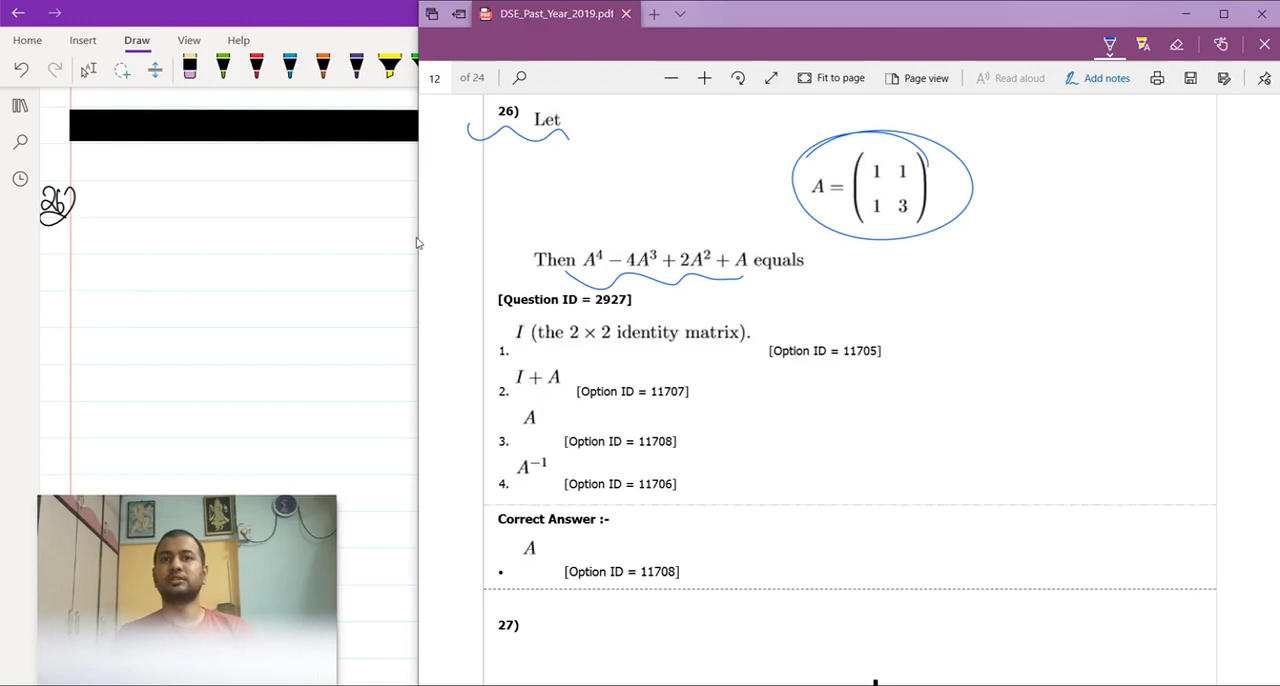 DSE_Past_Year_2019.pdf
Home Insert Draw View Help
12 of 24 Fit to page Page view Read aloud Add notes
26)
26) Let
A = ( 1 1
1 3 )
Then A⁴ − 4A³ + 2A² + A equals
[Question ID = 2927]
I (the 2 × 2 identity matrix).
1. [Option ID = 11705]
I + A
2. [Option ID = 11707]
A
3. [Option ID = 11708]
A⁻¹
4. [Option ID = 11706]
Correct Answer :-
A
• [Option ID = 11708]
27)